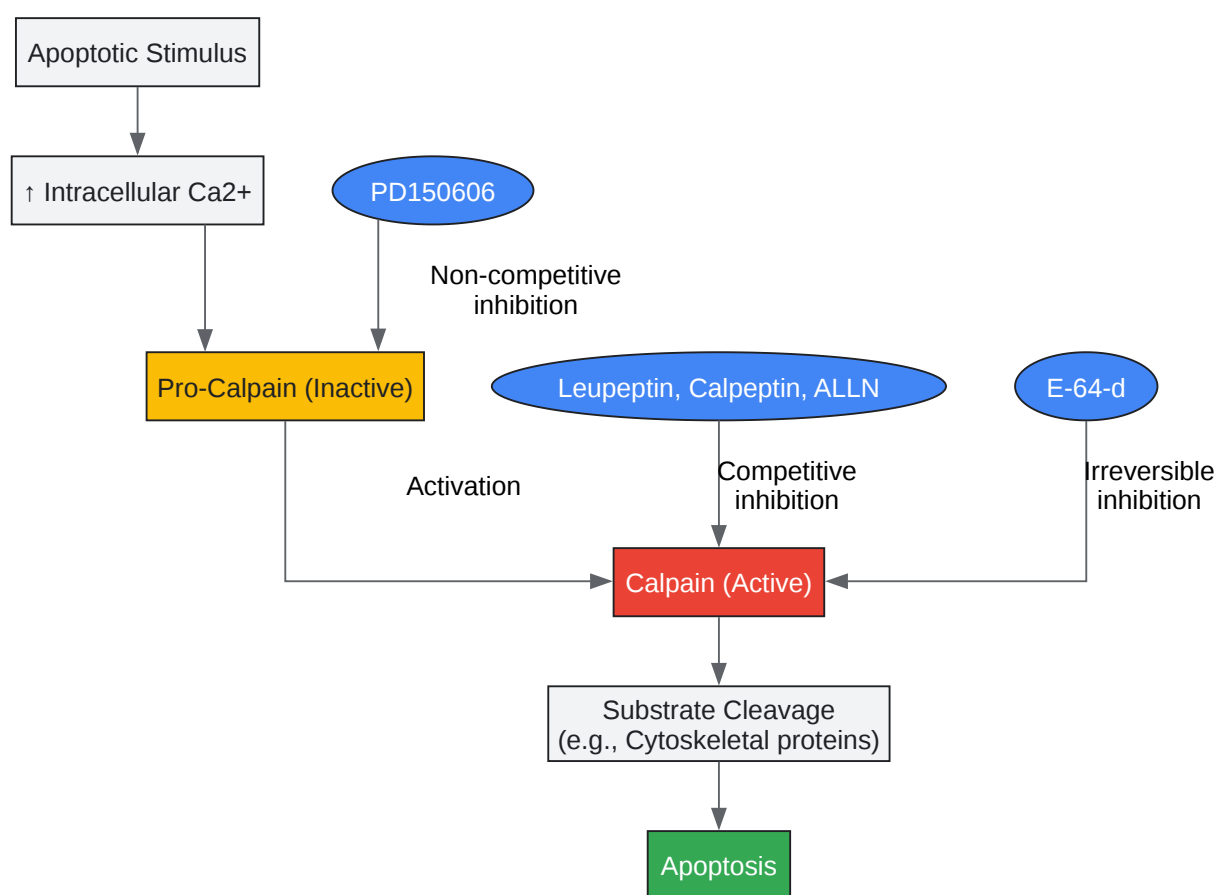 Apoptotic Stimulus
↑ Intracellular Ca2+
PD150606
Non-competitive
inhibition
Pro-Calpain (Inactive)
Leupeptin, Calpeptin, ALLN
E-64-d
Activation
Competitive
inhibition
Irreversible
inhibition
Calpain (Active)
Substrate Cleavage
(e.g., Cytoskeletal proteins)
Apoptosis